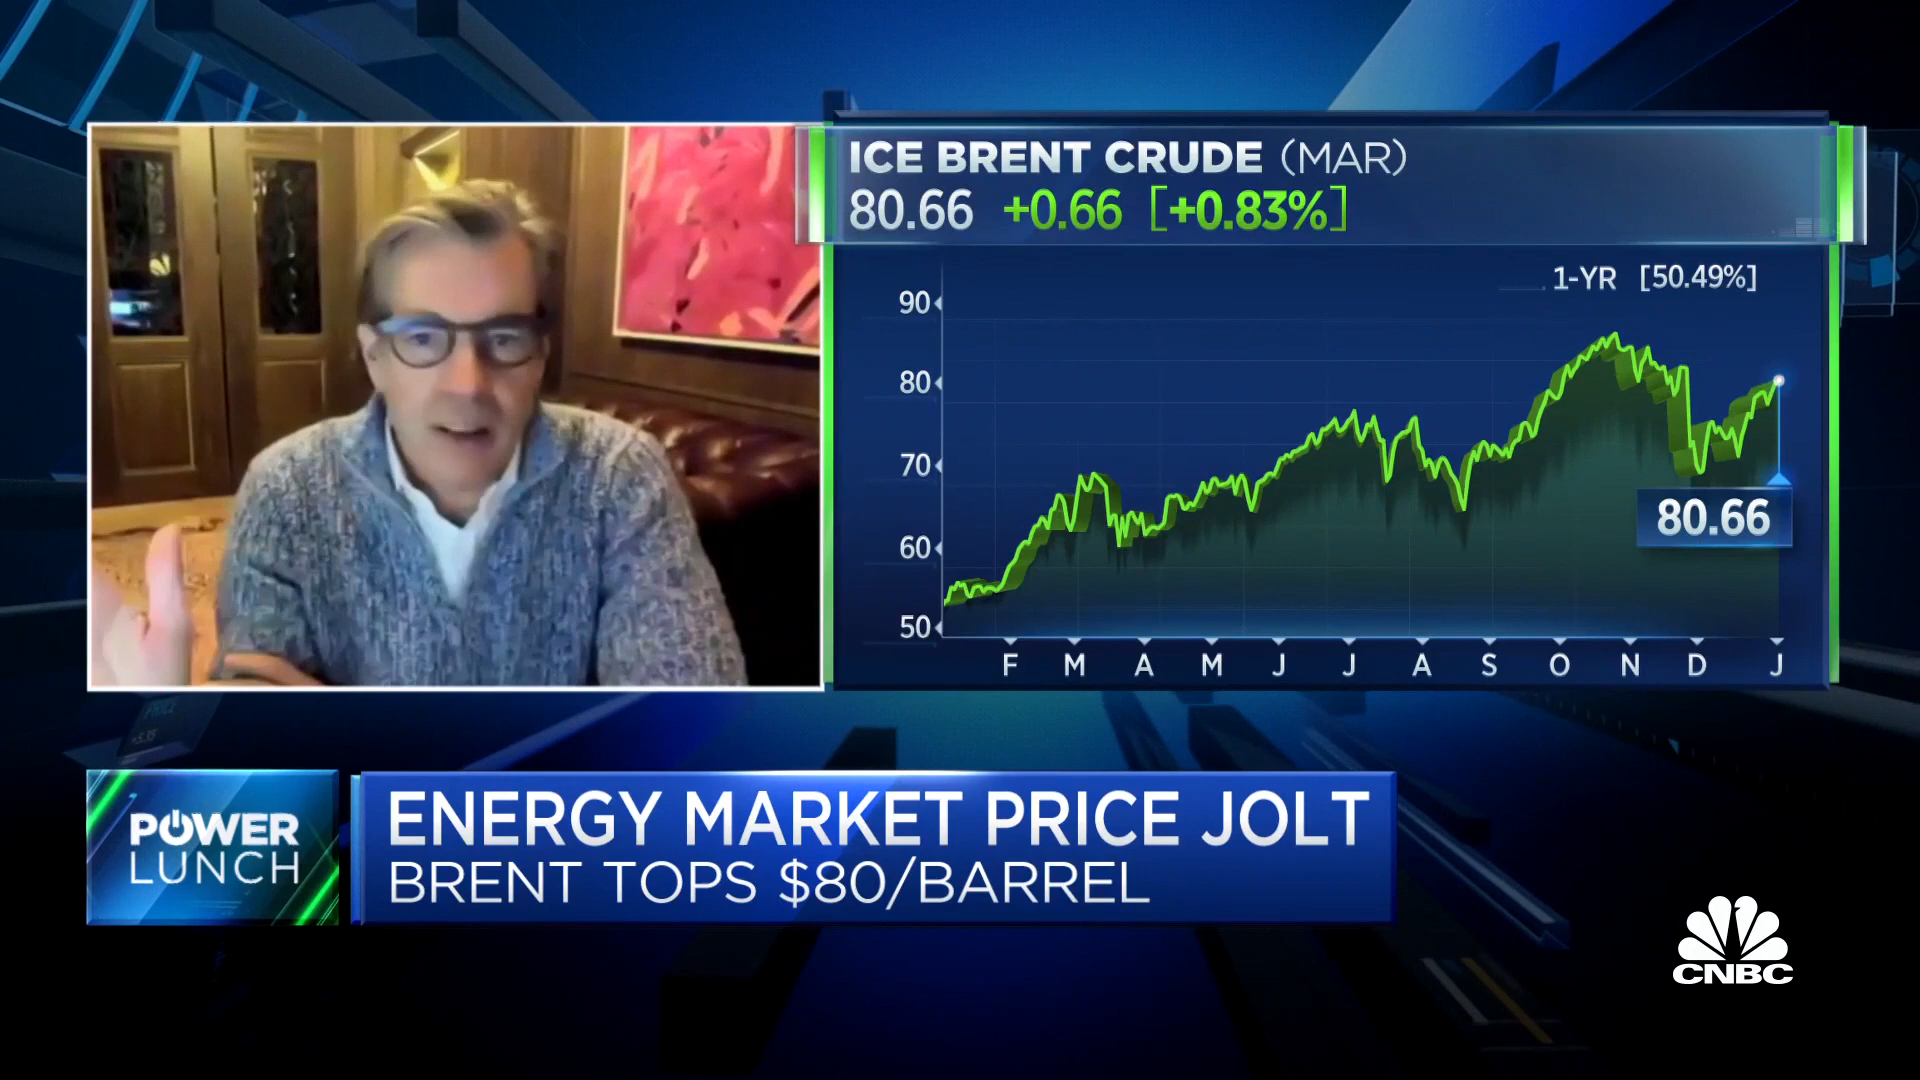 ICE BRENT CRUDE (MAR)
80.66 +0.66 [+0.83%]
1-YR [50.49%]
90
80
70
60
50
80.66
F M A M J J A S O N D J
PRICE
POWER
LUNCH
ENERGY MARKET PRICE JOLT
BRENT TOPS $80/BARREL
CNBC